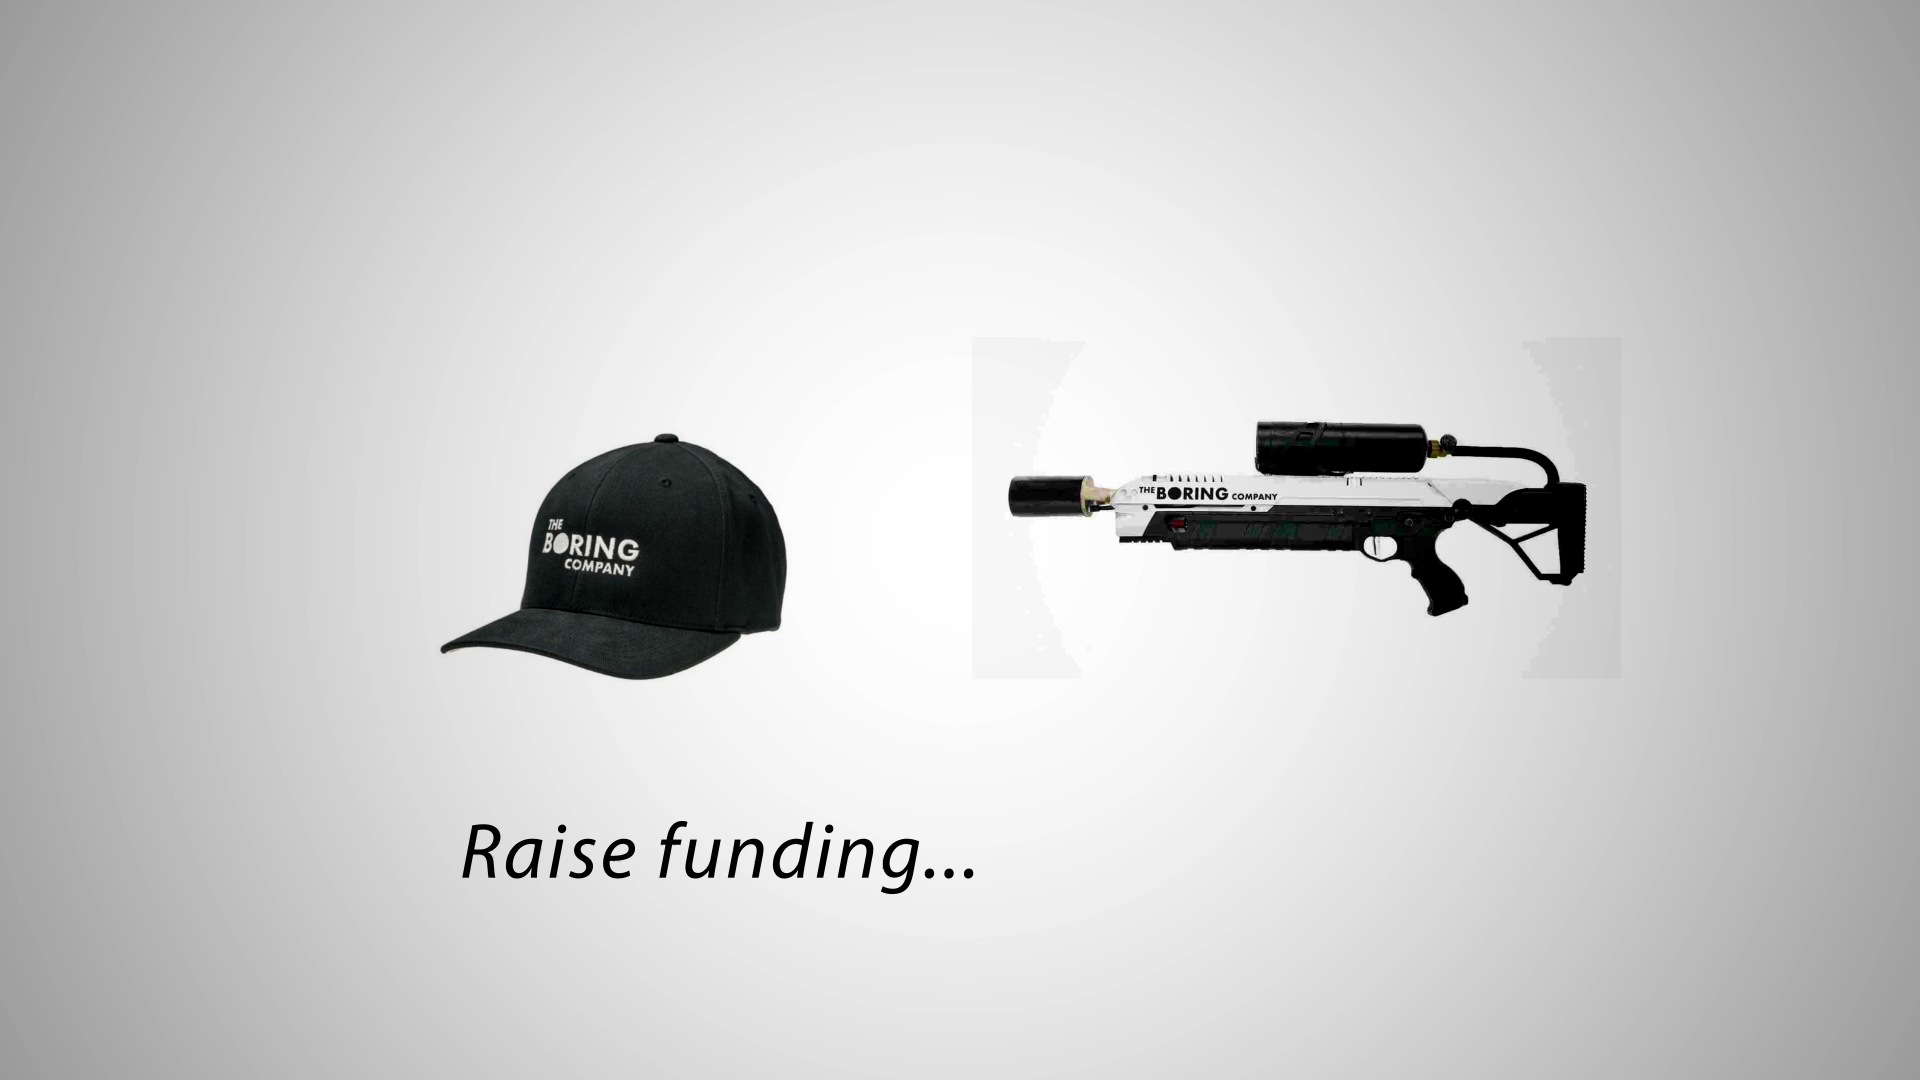 THE
BORING
COMPANY
THE BORING COMPANY
Raise funding...